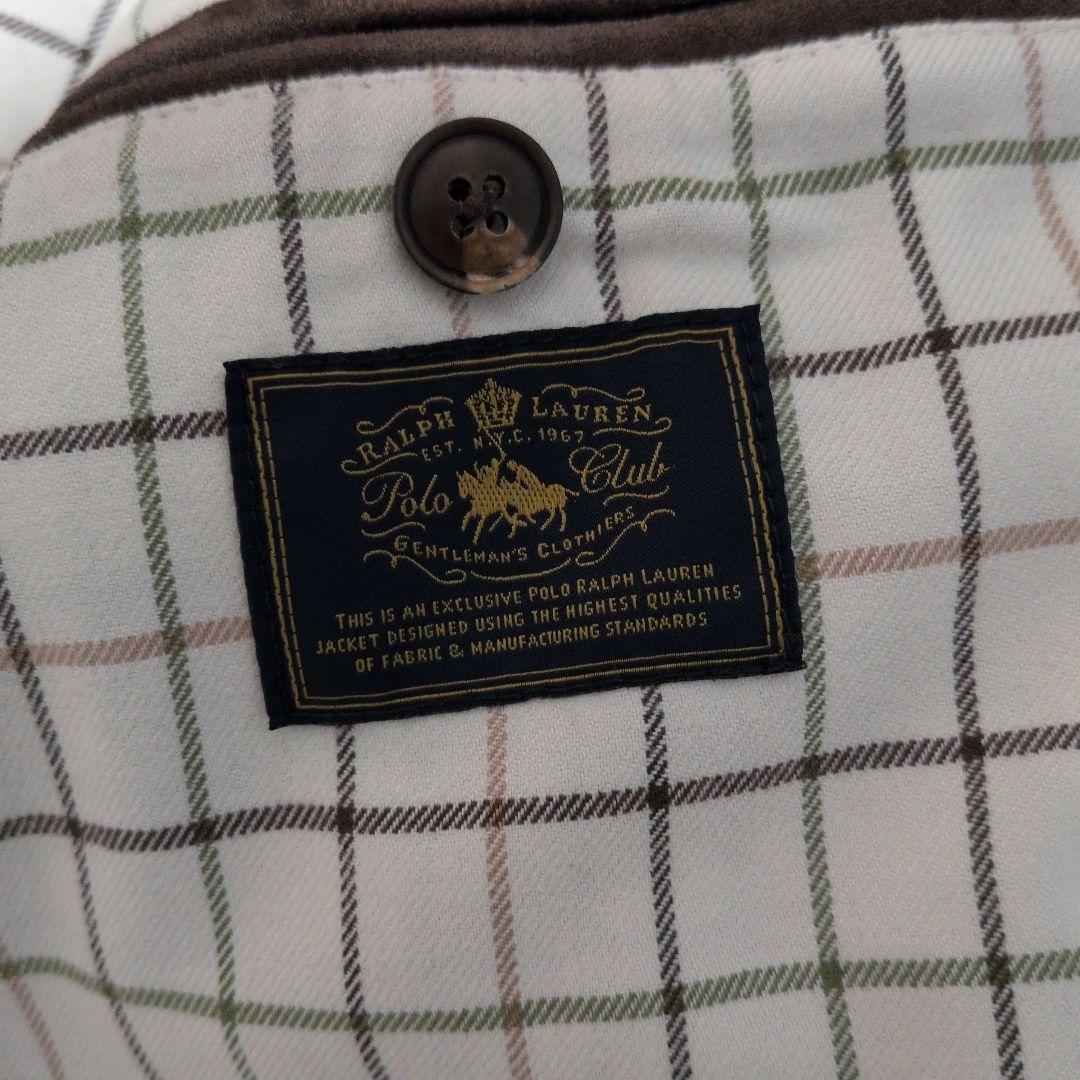 RALPH LAUREN
EST. N.Y.C. 1967
Polo Club
GENTLEMAN'S CLOTHIERS
THIS IS AN EXCLUSIVE POLO RALPH LAUREN
JACKET DESIGNED USING THE HIGHEST QUALITIES
OF FABRIC & MANUFACTURING STANDARDS